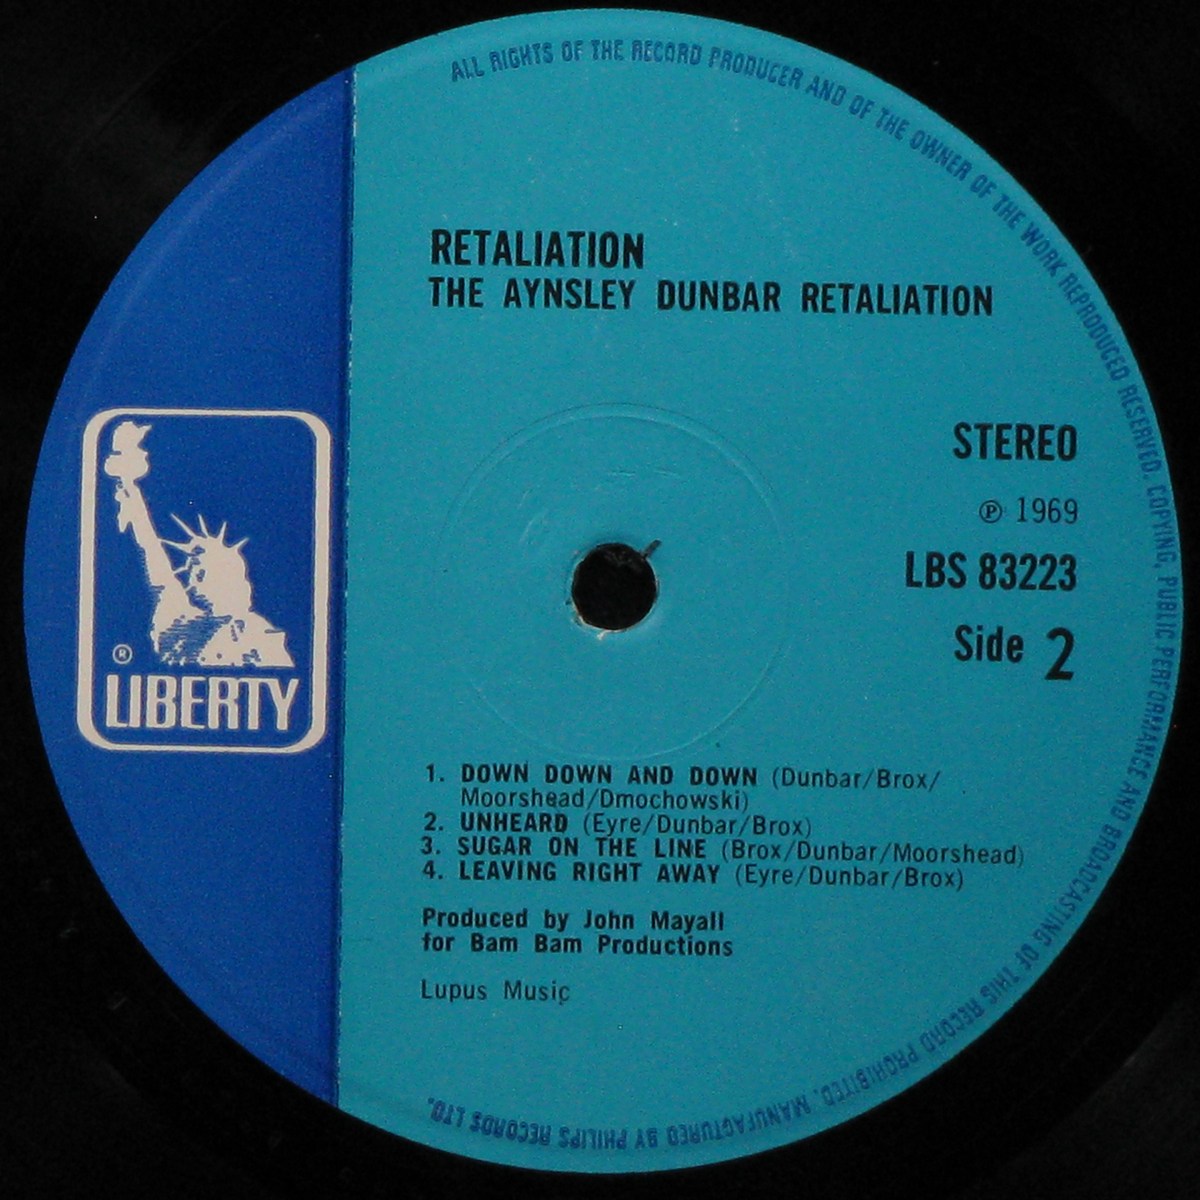 ALL RIGHTS OF THE RECORD PRODUCER AND OF THE OWNER OF THE WORK REPRODUCED RESERVED. COPYING, PUBLIC PERFORMANCE AND BROADCASTING OF THIS RECORD PROHIBITED. MANUFACTURED BY PHILIPS RECORDS LTD.
RETALIATION
THE AYNSLEY DUNBAR RETALIATION
STEREO
℗ 1969
LBS 83223
Side 2
®
LIBERTY
1. DOWN DOWN AND DOWN (Dunbar/Brox/
Moorshead/Dmochowski)
2. UNHEARD (Eyre/Dunbar/Brox)
3. SUGAR ON THE LINE (Brox/Dunbar/Moorshead)
4. LEAVING RIGHT AWAY (Eyre/Dunbar/Brox)
Produced by John Mayall
for Bam Bam Productions
Lupus Music